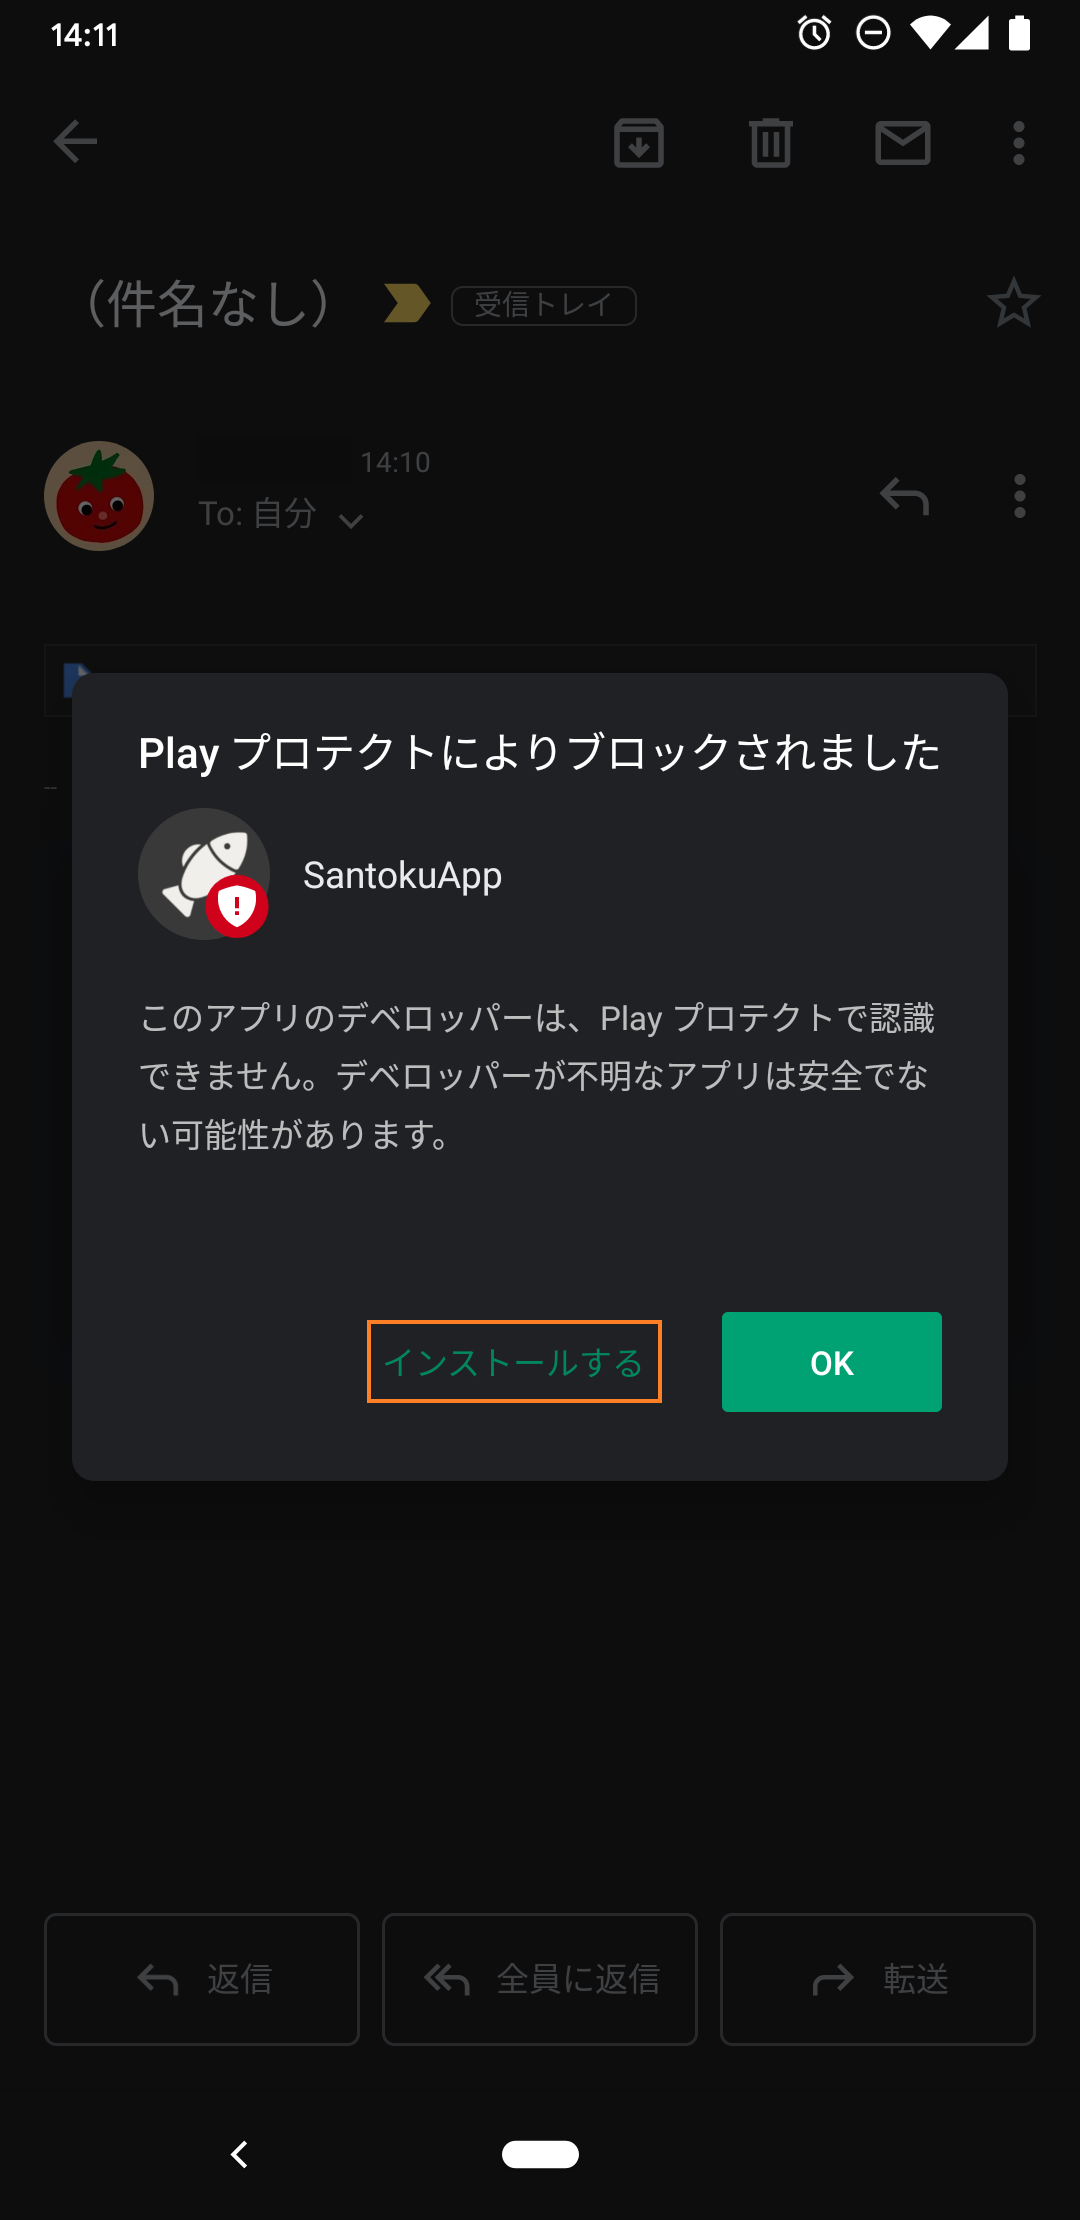 14:11
（件名なし） 受信トレイ
14:10
To: 自分
--
Play プロテクトによりブロックされました
SantokuApp
このアプリのデベロッパーは、Play プロテクトで認識
できません。デベロッパーが不明なアプリは安全でな
い可能性があります。
インストールする OK
返信 全員に返信 転送